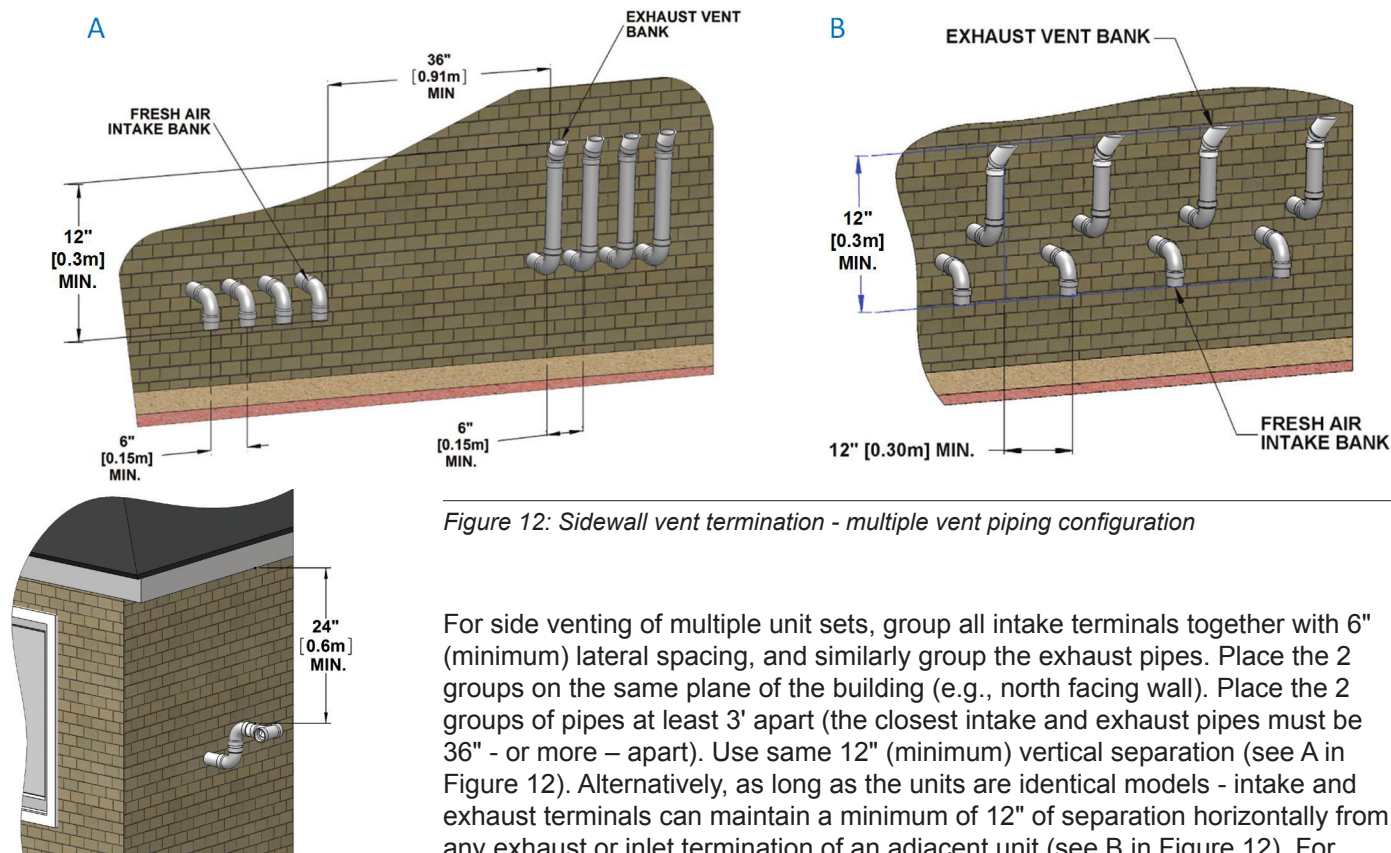 A
EXHAUST VENT
BANK
36"
[0.91m]
MIN
FRESH AIR
INTAKE BANK
12"
[0.3m]
MIN.
6"
[0.15m]
MIN.
6"
[0.15m]
MIN.
B
EXHAUST VENT BANK
12"
[0.3m]
MIN.
12" [0.30m] MIN.
FRESH AIR
INTAKE BANK
Figure 12: Sidewall vent termination - multiple vent piping configuration
24"
[0.6m]
MIN.
For side venting of multiple unit sets, group all intake terminals together with 6"
(minimum) lateral spacing, and similarly group the exhaust pipes. Place the 2
groups on the same plane of the building (e.g., north facing wall). Place the 2
groups of pipes at least 3' apart (the closest intake and exhaust pipes must be
36" - or more – apart). Use same 12" (minimum) vertical separation (see A in
Figure 12). Alternatively, as long as the units are identical models - intake and
exhaust terminals can maintain a minimum of 12" of separation horizontally from
any exhaust or inlet termination of an adjacent unit (see B in Figure 12). For